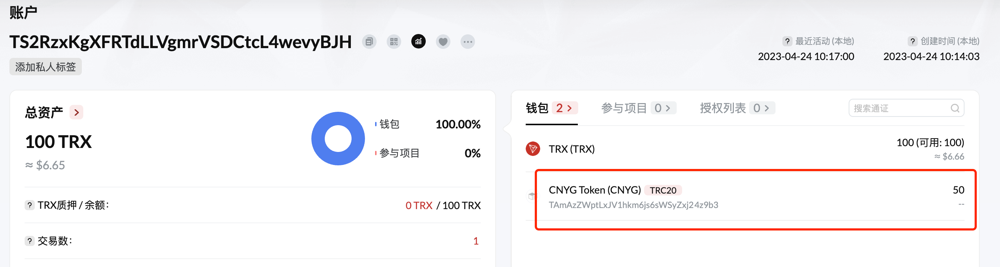 账户
TS2RzxKgXFRTdLLVgmrVSDCtcL4wevyBJH
? 最近活动 (本地)
2023-04-24 10:17:00
? 创建时间 (本地)
2023-04-24 10:14:03
添加私人标签
总资产 >
100 TRX
≈ $6.65
钱包 100.00%
参与项目 0%
? TRX质押 / 余额: 0 TRX / 100 TRX
? 交易数: 1
钱包 2 > 参与项目 0 > 授权列表 0 > 搜索通证
TRX (TRX) 100 (可用: 100)
≈ $6.66
CNYG Token (CNYG) TRC20 50
TAmAzZWptLxJV1hkm6js6sWSyZxj24z9b3 --